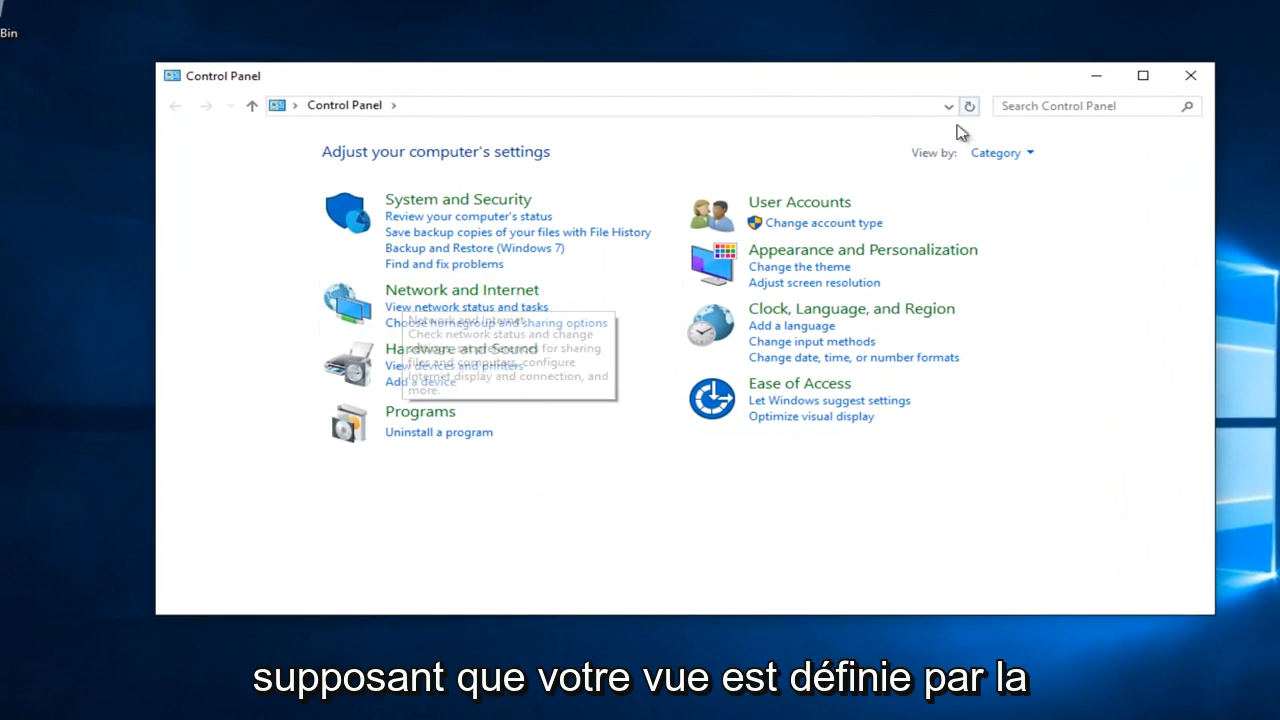 Bin
Control Panel
Control Panel
Search Control Panel
Adjust your computer's settings
View by: Category
System and Security
Review your computer's status
Save backup copies of your files with File History
Backup and Restore (Windows 7)
Find and fix problems
Network and Internet
View network status and tasks
Choose homegroup and sharing options
Network and Internet
Check network status and change
settings, set preferences for sharing
files and computers, configure
Internet display and connection, and
more.
Hardware and Sound
View devices and printers
Add a device
Programs
Uninstall a program
User Accounts
Change account type
Appearance and Personalization
Change the theme
Adjust screen resolution
Clock, Language, and Region
Add a language
Change input methods
Change date, time, or number formats
Ease of Access
Let Windows suggest settings
Optimize visual display
supposant que votre vue est définie par la